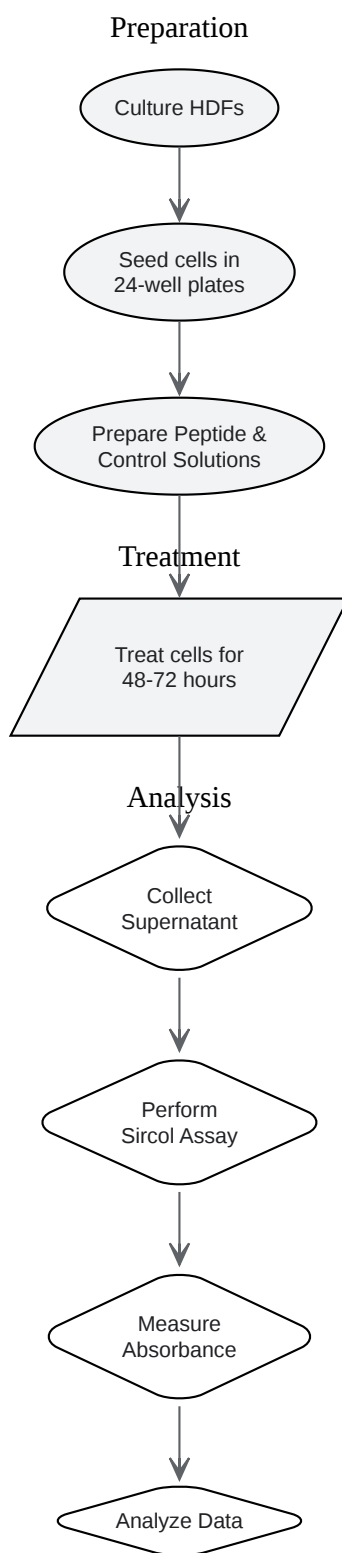 Preparation
Culture HDFs
Seed cells in
24-well plates
Prepare Peptide &
Control Solutions
Treatment
Treat cells for
48-72 hours
Analysis
Collect
Supernatant
Perform
Sircol Assay
Measure
Absorbance
Analyze Data